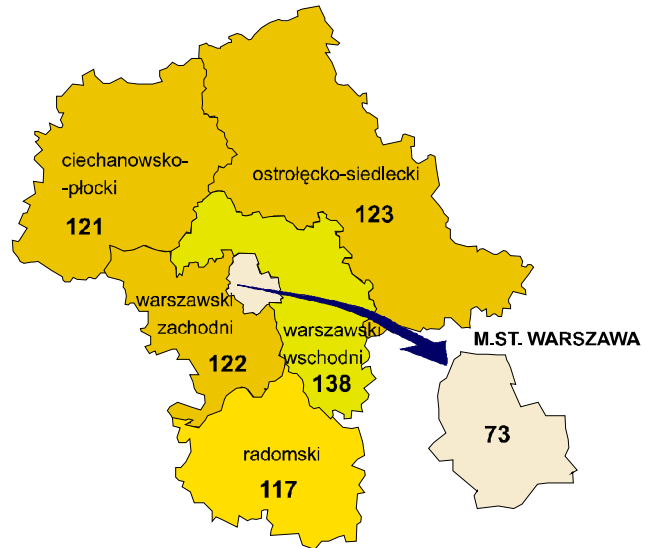 ciechanowsko-
-płocki
121
ostrołęcko-siedlecki
123
warszawski
zachodni
122
warszawski
wschodni
138
M.ST. WARSZAWA
73
radomski
117